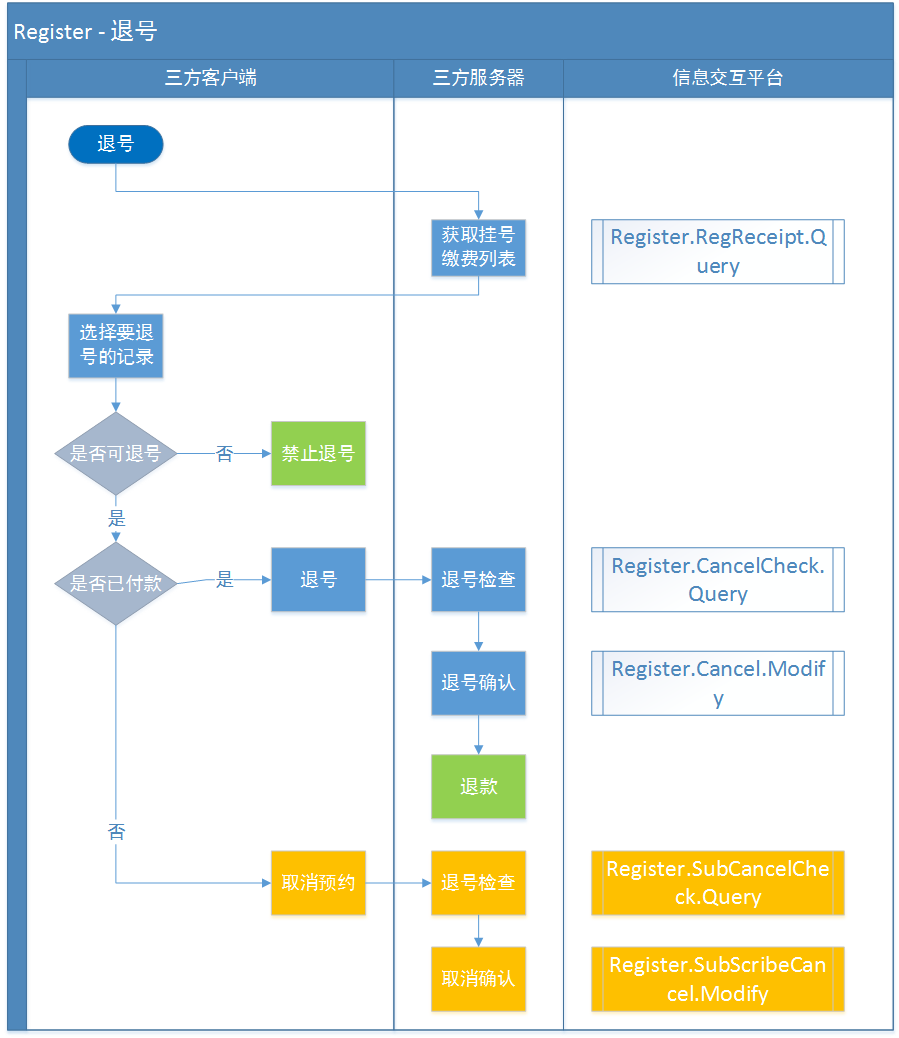 Register - 退号
三方客户端
三方服务器
信息交互平台
退号
获取挂号
缴费列表
Register.RegReceipt.Q
uery
选择要退
号的记录
是否可退号
否
禁止退号
是
是否已付款
是
退号
退号检查
Register.CancelCheck.
Query
退号确认
Register.Cancel.Modif
y
退款
否
取消预约
退号检查
Register.SubCancelChe
ck.Query
取消确认
Register.SubScribeCan
cel.Modify